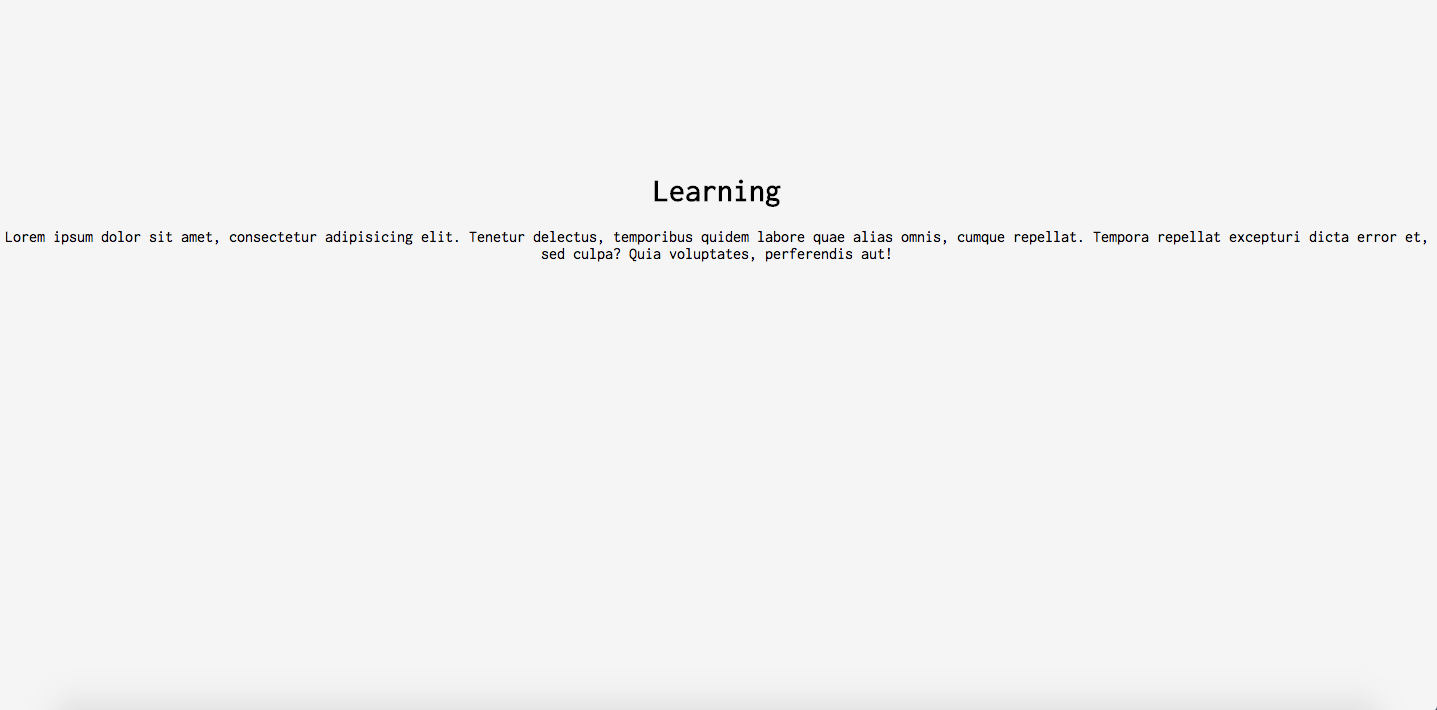 Learning
Lorem ipsum dolor sit amet, consectetur adipisicing elit. Tenetur delectus, temporibus quidem labore quae alias omnis, cumque repellat. Tempora repellat excepturi dicta error et,
sed culpa? Quia voluptates, perferendis aut!